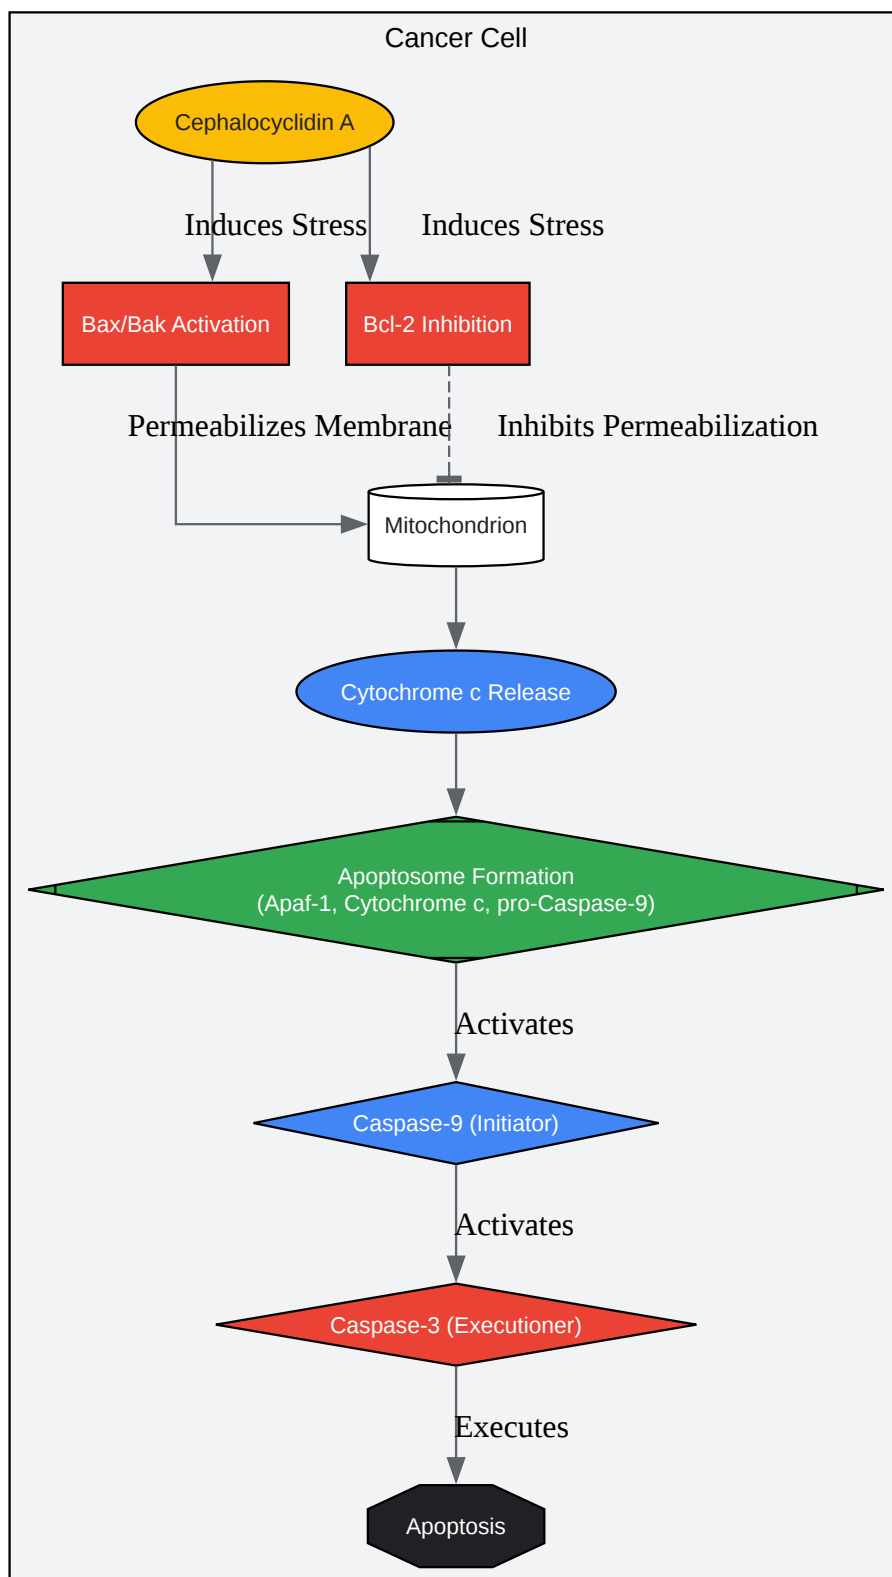 Cancer Cell
Cephalocyclidin A
Induces Stress
Induces Stress
Bax/Bak Activation
Bcl-2 Inhibition
Permeabilizes Membrane
Inhibits Permeabilization
Mitochondrion
Cytochrome c Release
Apoptosome Formation
(Apaf-1, Cytochrome c, pro-Caspase-9)
Activates
Caspase-9 (Initiator)
Activates
Caspase-3 (Executioner)
Executes
Apoptosis